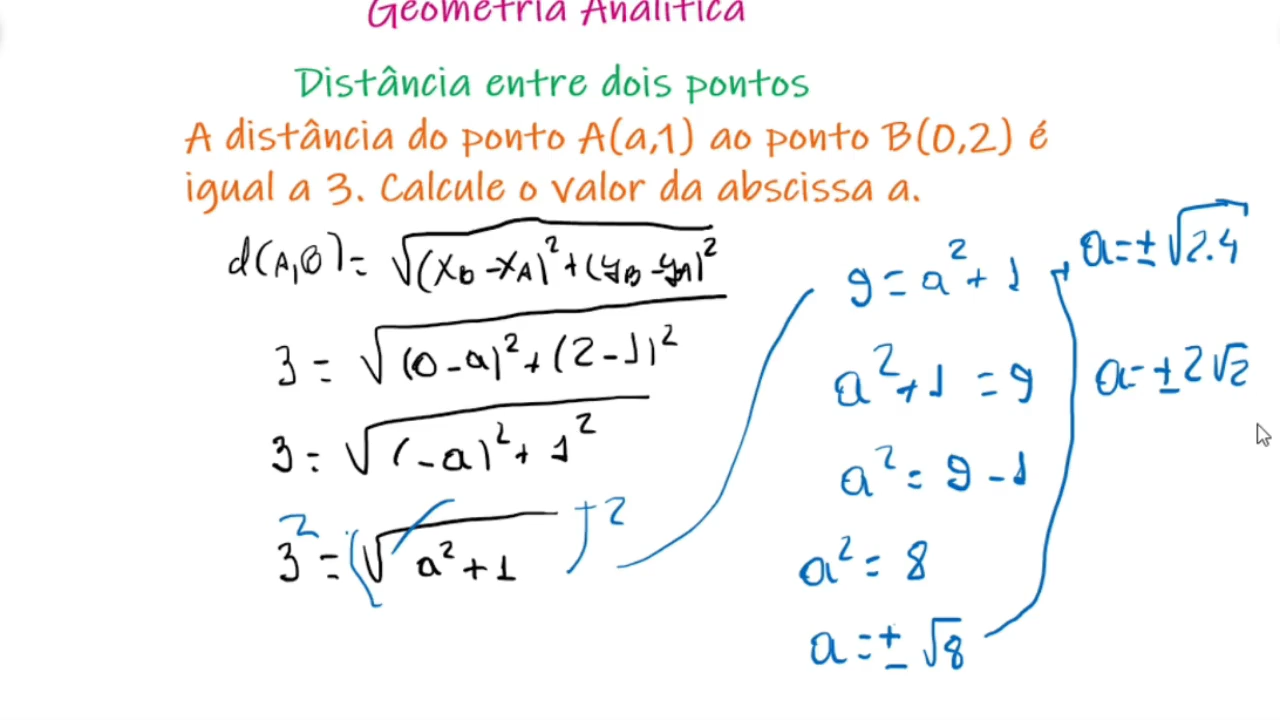 Geometria Analítica
Distância entre dois pontos
A distância do ponto A(a,1) ao ponto B(0,2) é
igual a 3. Calcule o valor da abscissa a.
d(A,B)= √(x_B - x_A)² + (y_B - y_A)²
3 = √(0-a)² + (2-1)²
3 = √(-a)² + 1²
3² = (√a² + 1)²
9 = a² + 1
a² + 1 = 9
a² = 9 - 1
a² = 8
a = ± √8
a = ± √2.4
a = ± 2√2